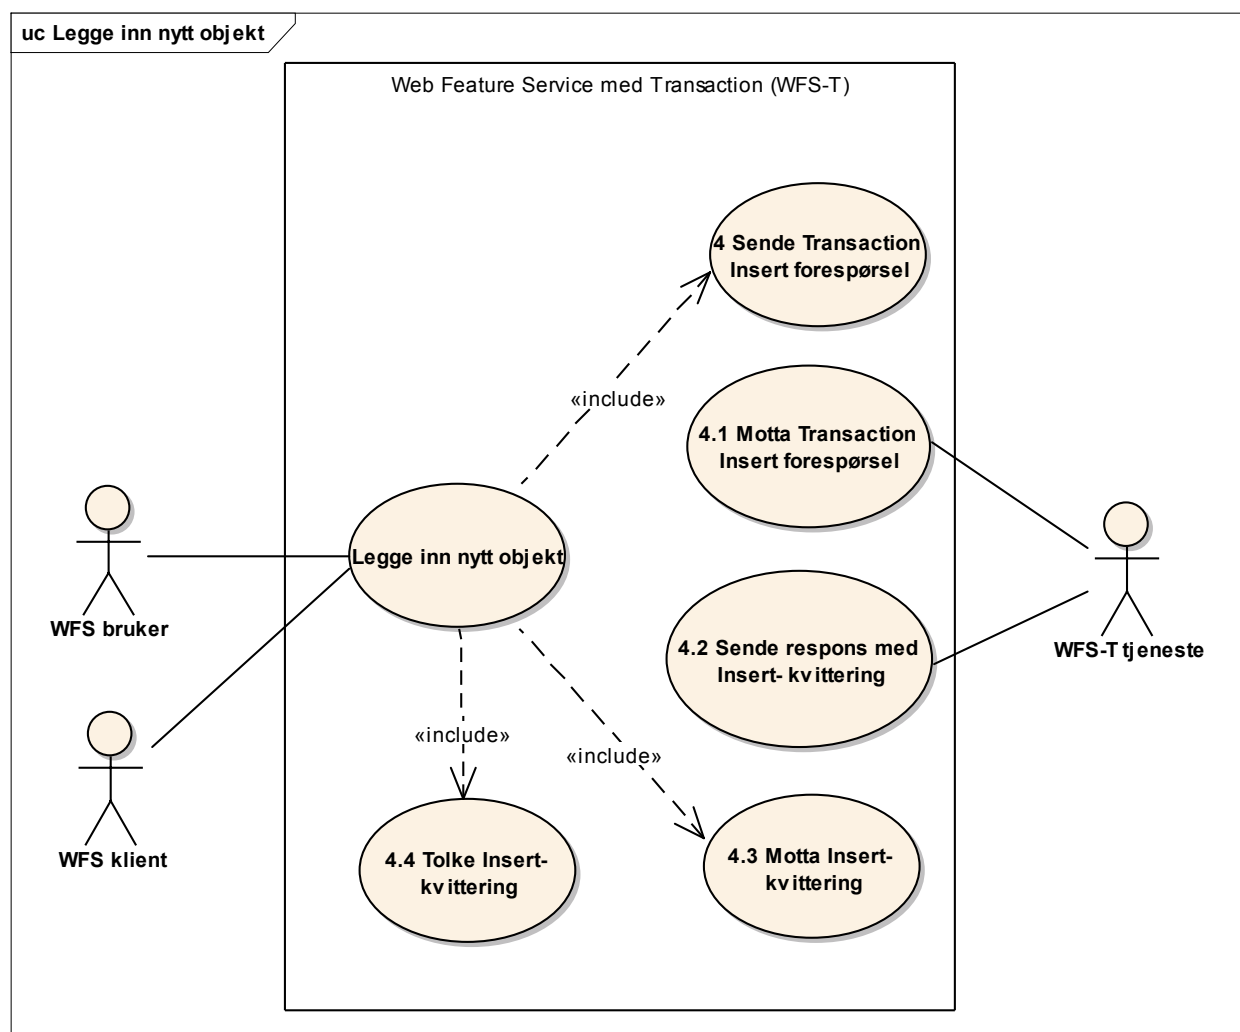 uc Legge inn nytt objekt
Web Feature Service med Transaction (WFS-T)
4 Sende Transaction
Insert forespørsel
«include»
4.1 Motta Transaction
Insert forespørsel
Legge inn nytt objekt
WFS bruker
4.2 Sende respons med
Insert- kvittering
WFS-T tjeneste
«include»
«include»
WFS klient
4.4 Tolke Insert-
kvittering
4.3 Motta Insert-
kvittering